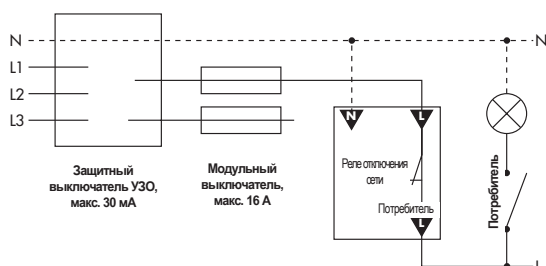 N
N
L1
L2
L3
N
L
Защитный
выключатель УЗО,
макс. 30 мА
Модульный
выключатель,
макс. 16 А
Реле отключения
сети
Потребитель
L
Потребитель
L